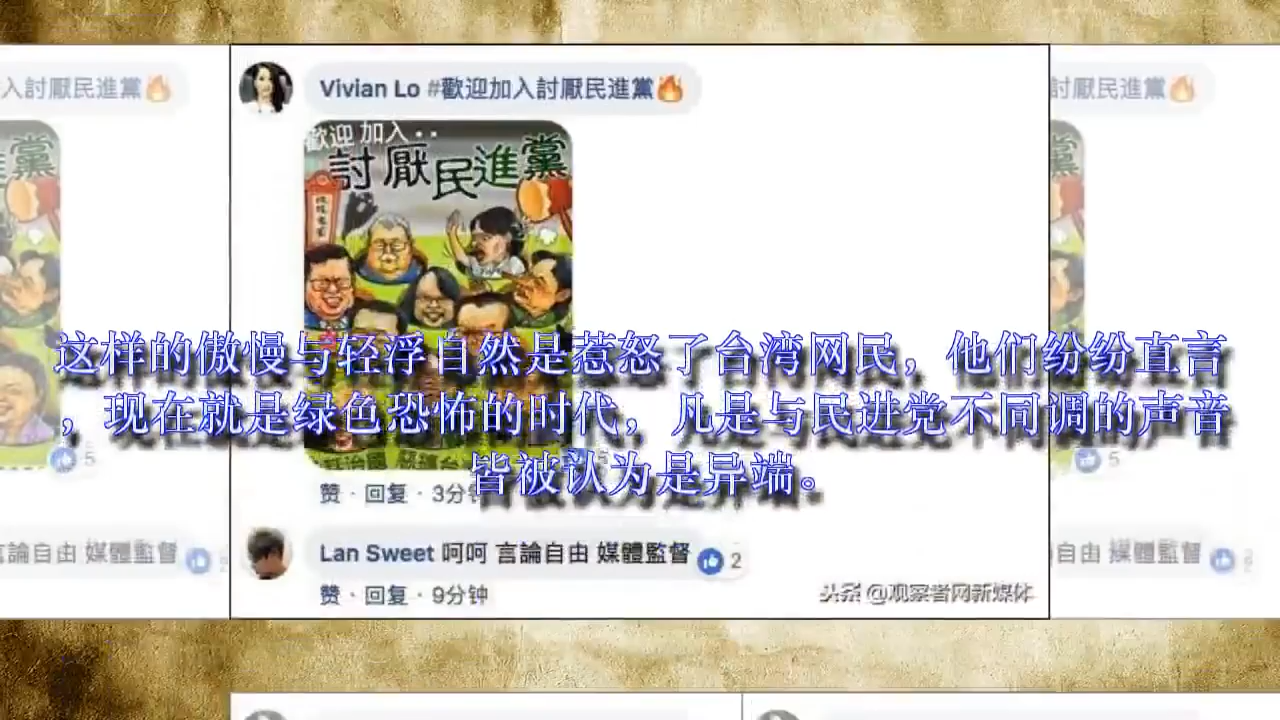 入討厭民進黨🔥
Vivian Lo #歡迎加入討厭民進黨🔥
討厭民進黨🔥
歡迎 加入..
討厭民進黨
黨
这样的傲慢与轻浮自然是惹怒了台湾网民，他们纷纷直言
，现在就是绿色恐怖的时代，凡是与民进党不同调的声音
皆被认为是异端。
5
5
赞 · 回复 · 3分钟
言論自由 媒體監督
Lan Sweet 呵呵 言論自由 媒體監督
2
自由 媒體監督
赞 · 回复 · 9分钟
头条 @观察者网新媒体